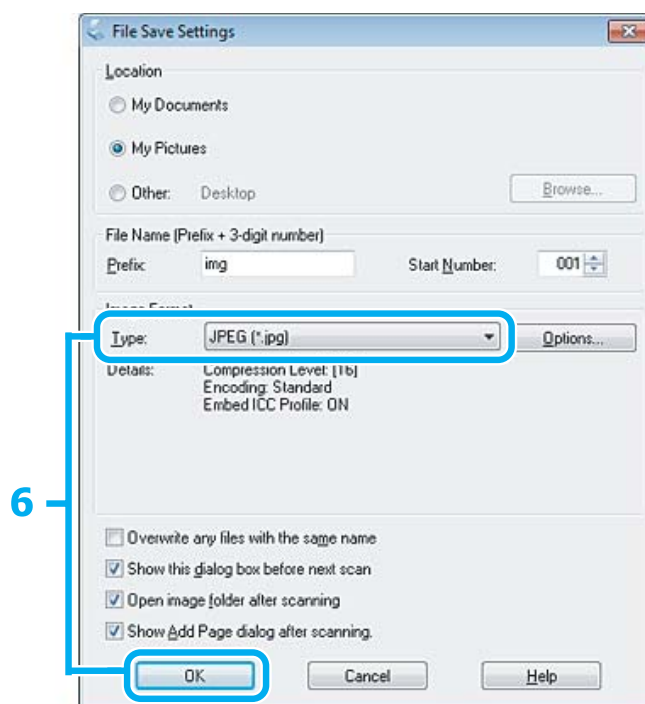 File Save Settings
Location
My Documents
My Pictures
Other: Desktop Browse...
File Name (Prefix + 3-digit number)
Prefix: img Start Number: 001
Image Format
Type: JPEG (*.jpg) Options...
Details: Compression Level: [16]
Encoding: Standard
Embed ICC Profile: ON
6
Overwrite any files with the same name
Show this dialog box before next scan
Open image folder after scanning
Show Add Page dialog after scanning.
OK Cancel Help